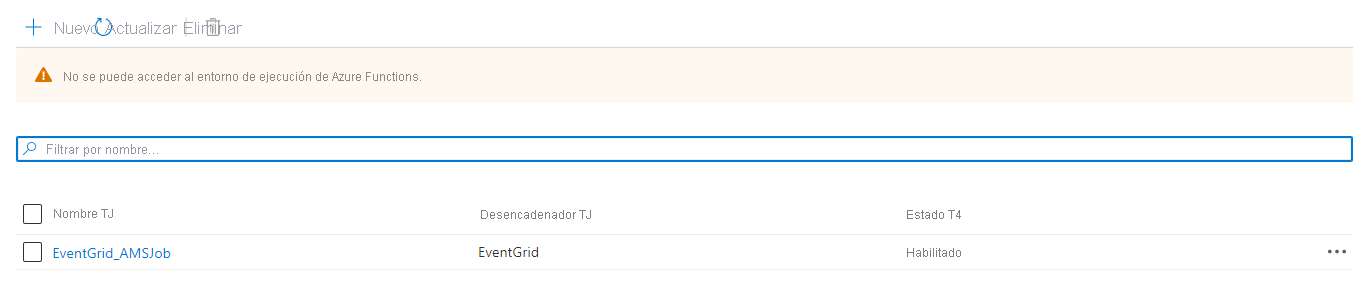 Nuevo Actualizar Eliminar
No se puede acceder al entorno de ejecución de Azure Functions.
Filtrar por nombre...
Nombre TJ Desencadenador TJ Estado T4
EventGrid_AMSJob EventGrid Habilitado